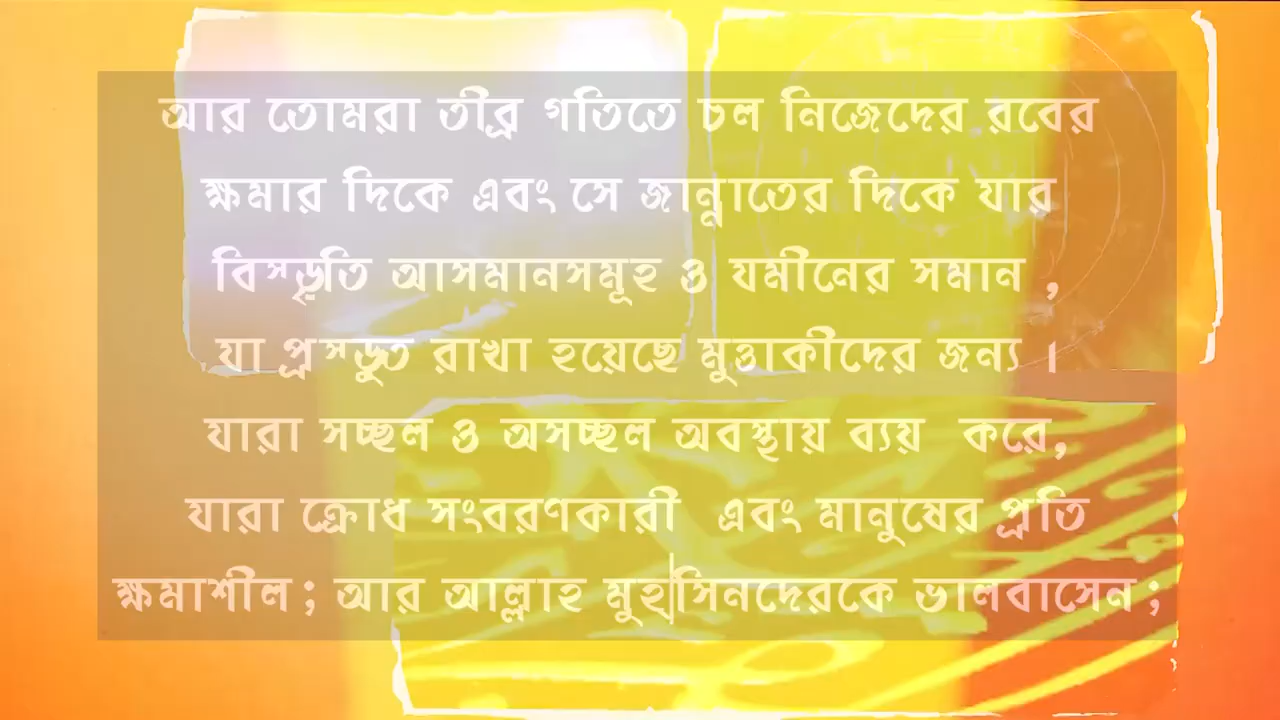 আর তোমরা তীব্র গতিতে চল নিজেদের রবের
ক্ষমার দিকে এবং সে জান্নাতের দিকে যার
বিস্তৃতি আসমানসমূহ ও যমীনের সমান ,
যা প্রস্তুত রাখা হয়েছে মুত্তাকীদের জন্য ।
যারা সচ্ছল ও অসচ্ছল অবস্থায় ব্যয় করে,
যারা ক্রোধ সংবরণকারী এবং মানুষের প্রতি
ক্ষমাশীল ; আর আল্লাহ মুহসিনদেরকে ভালবাসেন ;